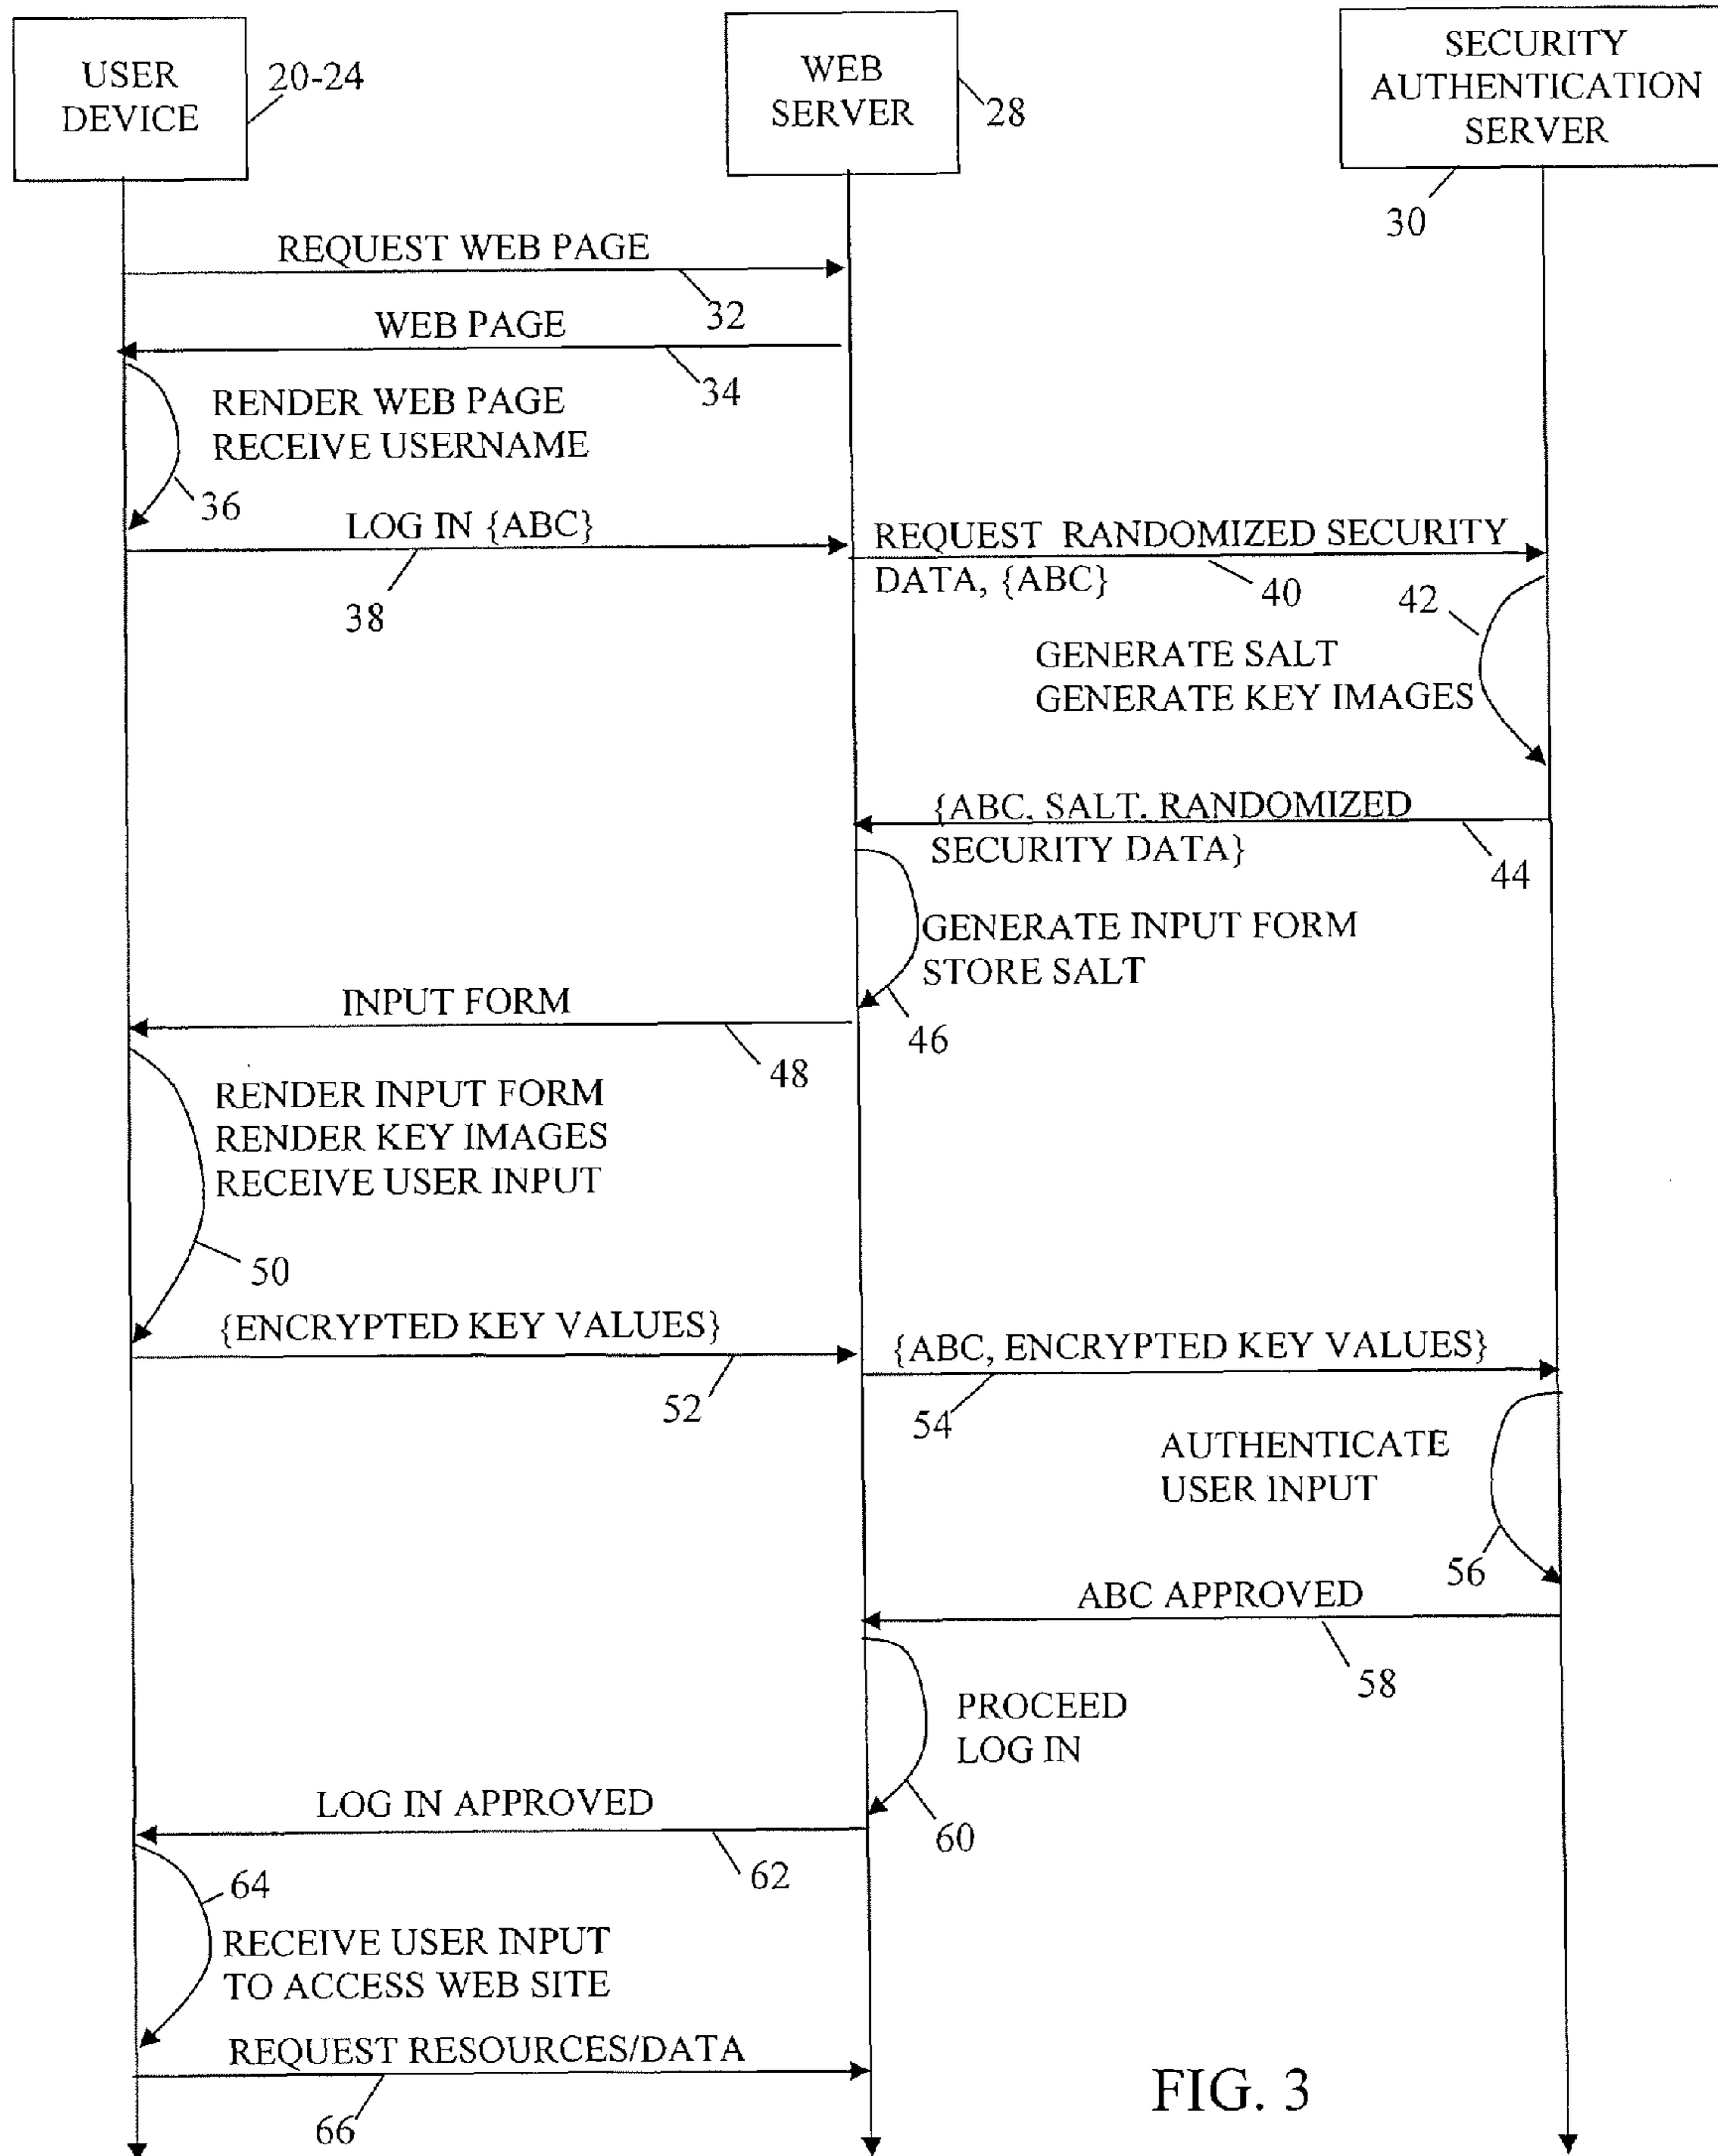 USER
DEVICE
20-24
WEB
SERVER
28
SECURITY
AUTHENTICATION
SERVER
30
REQUEST WEB PAGE
32
WEB PAGE
34
RENDER WEB PAGE
RECEIVE USERNAME
36
LOG IN {ABC}
38
REQUEST RANDOMIZED SECURITY
DATA, {ABC}
40
42
GENERATE SALT
GENERATE KEY IMAGES
{ABC, SALT, RANDOMIZED
SECURITY DATA}
44
GENERATE INPUT FORM
STORE SALT
46
INPUT FORM
48
RENDER INPUT FORM
RENDER KEY IMAGES
RECEIVE USER INPUT
50
{ENCRYPTED KEY VALUES}
52
{ABC, ENCRYPTED KEY VALUES}
54
AUTHENTICATE
USER INPUT
56
ABC APPROVED
58
PROCEED
LOG IN
60
LOG IN APPROVED
62
64
RECEIVE USER INPUT
TO ACCESS WEB SITE
REQUEST RESOURCES/DATA
66
FIG. 3